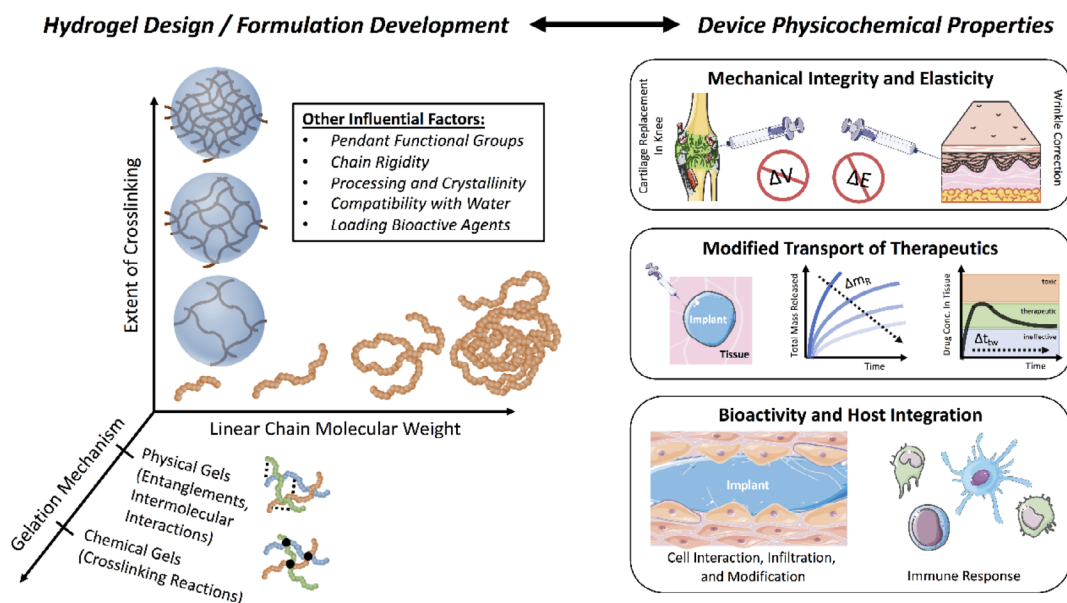 Hydrogel Design / Formulation Development
Device Physicochemical Properties
Extent of Crosslinking
Other Influential Factors:
• Pendant Functional Groups
• Chain Rigidity
• Processing and Crystallinity
• Compatibility with Water
• Loading Bioactive Agents
Linear Chain Molecular Weight
Gelation Mechanism
Physical Gels
(Entanglements,
Intermolecular
Interactions)
Chemical Gels
(Crosslinking Reactions)
Mechanical Integrity and Elasticity
Cartilage Replacement
In Knee
ΔV
ΔE
Wrinkle Correction
Modified Transport of Therapeutics
Implant
Tissue
Total Mass Released
Δm_R
Time
Drug Conc. In Tissue
toxic
therapeutic
ineffective
Δt_tw
Time
Bioactivity and Host Integration
Implant
Cell Interaction, Infiltration,
and Modification
Immune Response